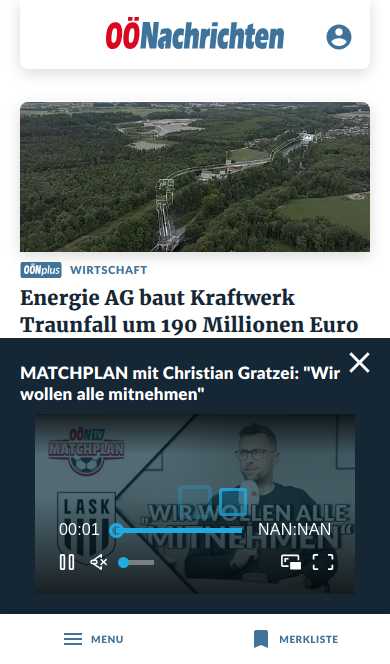 OÖNachrichten
OÖNplus WIRTSCHAFT
Energie AG baut Kraftwerk
Traunfall um 190 Millionen Euro
MATCHPLAN mit Christian Gratzei: "Wir
wollen alle mitnehmen"
OÖN TV
MATCHPLAN
LASK
„WIR WOLLEN ALLE
MITNEHMEN"
00:01
NAN:NAN
MENU
MERKLISTE